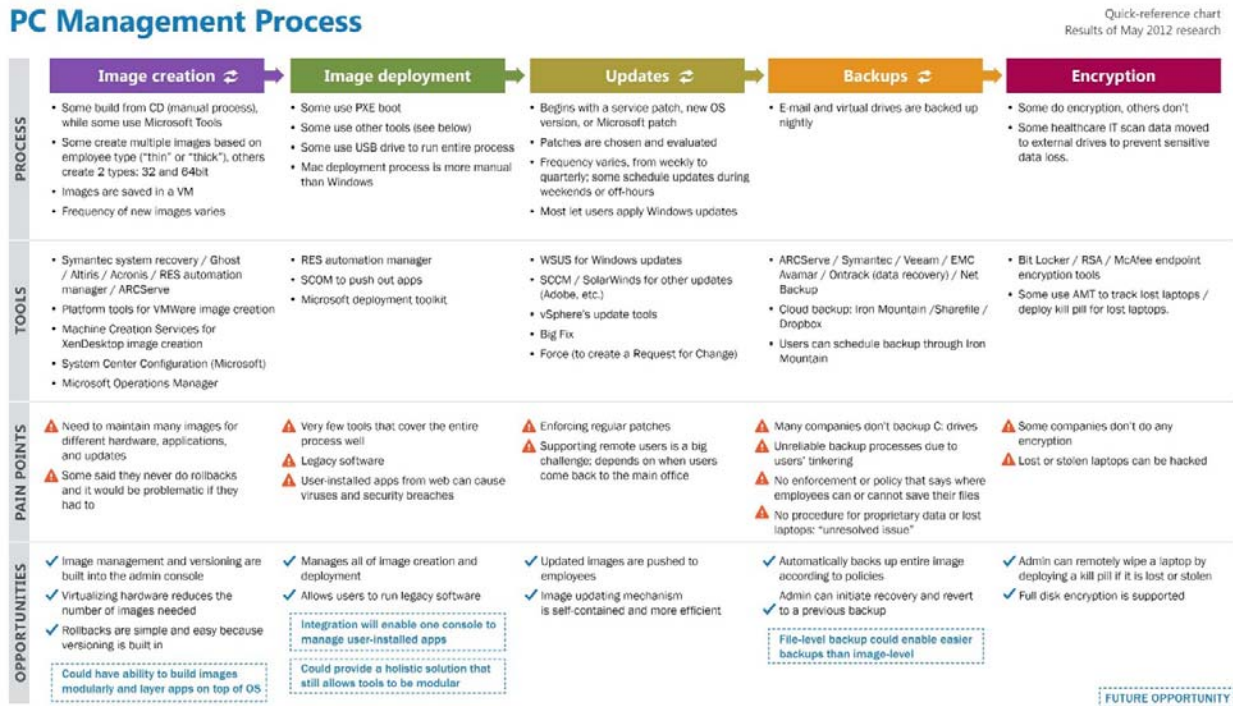 PC Management Process
Quick-reference chart
Results of May 2012 research
Image creation
Image deployment
Updates
Backups
Encryption
PROCESS
• Some build from CD (manual process),
while some use Microsoft Tools
• Some create multiple images based on
employee type ("thin" or "thick"), others
create 2 types: 32 and 64bit
• Images are saved in a VM
• Frequency of new images varies
• Some use PXE boot
• Some use other tools (see below)
• Some use USB drive to run entire process
• Mac deployment process is more manual
than Windows
• Begins with a service patch, new OS
version, or Microsoft patch
• Patches are chosen and evaluated
• Frequency varies, from weekly to
quarterly; some schedule updates during
weekends or off-hours
• Most let users apply Windows updates
• E-mail and virtual drives are backed up
nightly
• Some do encryption, others don't
• Some healthcare IT scan data moved
to external drives to prevent sensitive
data loss.
TOOLS
• Symantec system recovery / Ghost
/ Altiris / Acronis / RES automation
manager / ARCServe
• Platform tools for VMWare image creation
• Machine Creation Services for
XenDesktop image creation
• System Center Configuration (Microsoft)
• Microsoft Operations Manager
• RES automation manager
• SCOM to push out apps
• Microsoft deployment toolkit
• WSUS for Windows updates
• SCCM / SolarWinds for other updates
(Adobe, etc.)
• vSphere's update tools
• Big Fix
• Force (to create a Request for Change)
• ARCServe / Symantec / Veeam / EMC
Avamar / Ontrack (data recovery) / Net
Backup
• Cloud backup: Iron Mountain /Sharefile /
Dropbox
• Users can schedule backup through Iron
Mountain
• Bit Locker / RSA / McAfee endpoint
encryption tools
• Some use AMT to track lost laptops /
deploy kill pill for lost laptops.
PAIN POINTS
Need to maintain many images for
different hardware, applications,
and updates
Some said they never do rollbacks
and it would be problematic if they
had to
Very few tools that cover the entire
process well
Legacy software
User-installed apps from web can cause
viruses and security breaches
Enforcing regular patches
Supporting remote users is a big
challenge; depends on when users
come back to the main office
Many companies don't backup C: drives
Unreliable backup processes due to
users' tinkering
No enforcement or policy that says where
employees can or cannot save their files
No procedure for proprietary data or lost
laptops: "unresolved issue"
Some companies don't do any
encryption
Lost or stolen laptops can be hacked
OPPORTUNITIES
Image management and versioning are
built into the admin console
Virtualizing hardware reduces the
number of images needed
Rollbacks are simple and easy because
versioning is built in
Could have ability to build images
modularly and layer apps on top of OS
Manages all of image creation and
deployment
Allows users to run legacy software
Integration will enable one console to
manage user-installed apps
Could provide a holistic solution that
still allows tools to be modular
Updated images are pushed to
employees
Image updating mechanism
is self-contained and more efficient
Automatically backs up entire image
according to policies
Admin can initiate recovery and revert
to a previous backup
File-level backup could enable easier
backups than image-level
Admin can remotely wipe a laptop by
deploying a kill pill if it is lost or stolen
Full disk encryption is supported
FUTURE OPPORTUNITY